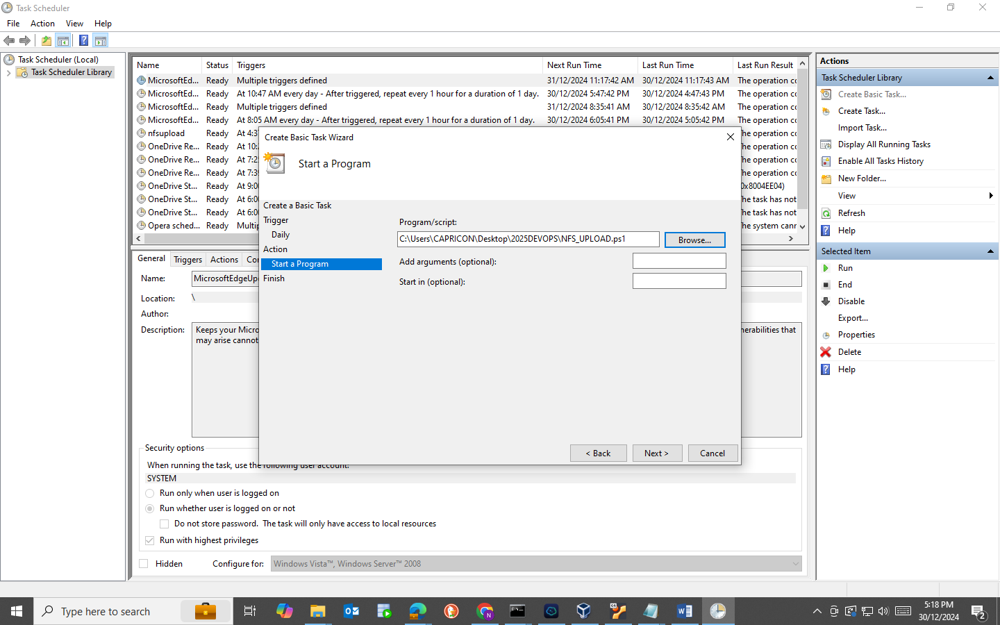 Task Scheduler
File Action View Help
Task Scheduler (Local)
Task Scheduler Library
Name Status Triggers Next Run Time Last Run Time Last Run Result
MicrosoftEd... Ready Multiple triggers defined 31/12/2024 11:17:42 AM 30/12/2024 11:17:43 AM The operation co
MicrosoftEd... Ready At 10:47 AM every day - After triggered, repeat every 1 hour for a duration of 1 day. 30/12/2024 5:47:42 PM 30/12/2024 4:47:43 PM The operation co
MicrosoftEd... Ready Multiple triggers defined 31/12/2024 8:35:41 AM 30/12/2024 8:35:42 AM The operation co
MicrosoftEd... Ready At 8:05 AM every day - After triggered, repeat every 1 hour for a duration of 1 day. 30/12/2024 6:05:41 PM 30/12/2024 5:05:42 PM The operation co
nfsupload Ready At 4:3 The operation co
OneDrive Re... Ready At 10: The operation co
OneDrive Re... Ready At 7:2 The operation co
OneDrive Re... Ready At 7:3 The operation co
OneDrive St... Ready At 9:0 0x8004EE04)
OneDrive St... Ready At 6:0 The task has not
OneDrive St... Ready At 6:0 The task has not
Opera sched... Ready Multip The system cann
Create Basic Task Wizard
Start a Program
Create a Basic Task
Trigger
Daily
Action
Start a Program
Finish
Program/script:
C:\Users\CAPRICON\Desktop\2025DEVOPS\NFS_UPLOAD.ps1
Browse...
Add arguments (optional):
Start in (optional):
< Back Next > Cancel
General Triggers Actions Co
Name: MicrosoftEdgeUp
Location: \
Author:
Description: Keeps your Micro nerabilities that
may arise cannot
Security options
When running the task, use the following user account:
SYSTEM
Run only when user is logged on
Run whether user is logged on or not
Do not store password. The task will only have access to local resources
Run with highest privileges
Hidden Configure for: Windows Vista™, Windows Server™ 2008
Actions
Task Scheduler Library
Create Basic Task...
Create Task...
Import Task...
Display All Running Tasks
Enable All Tasks History
New Folder...
View
Refresh
Help
Selected Item
Run
End
Disable
Export...
Properties
Delete
Help
Type here to search
5:18 PM
30/12/2024
2